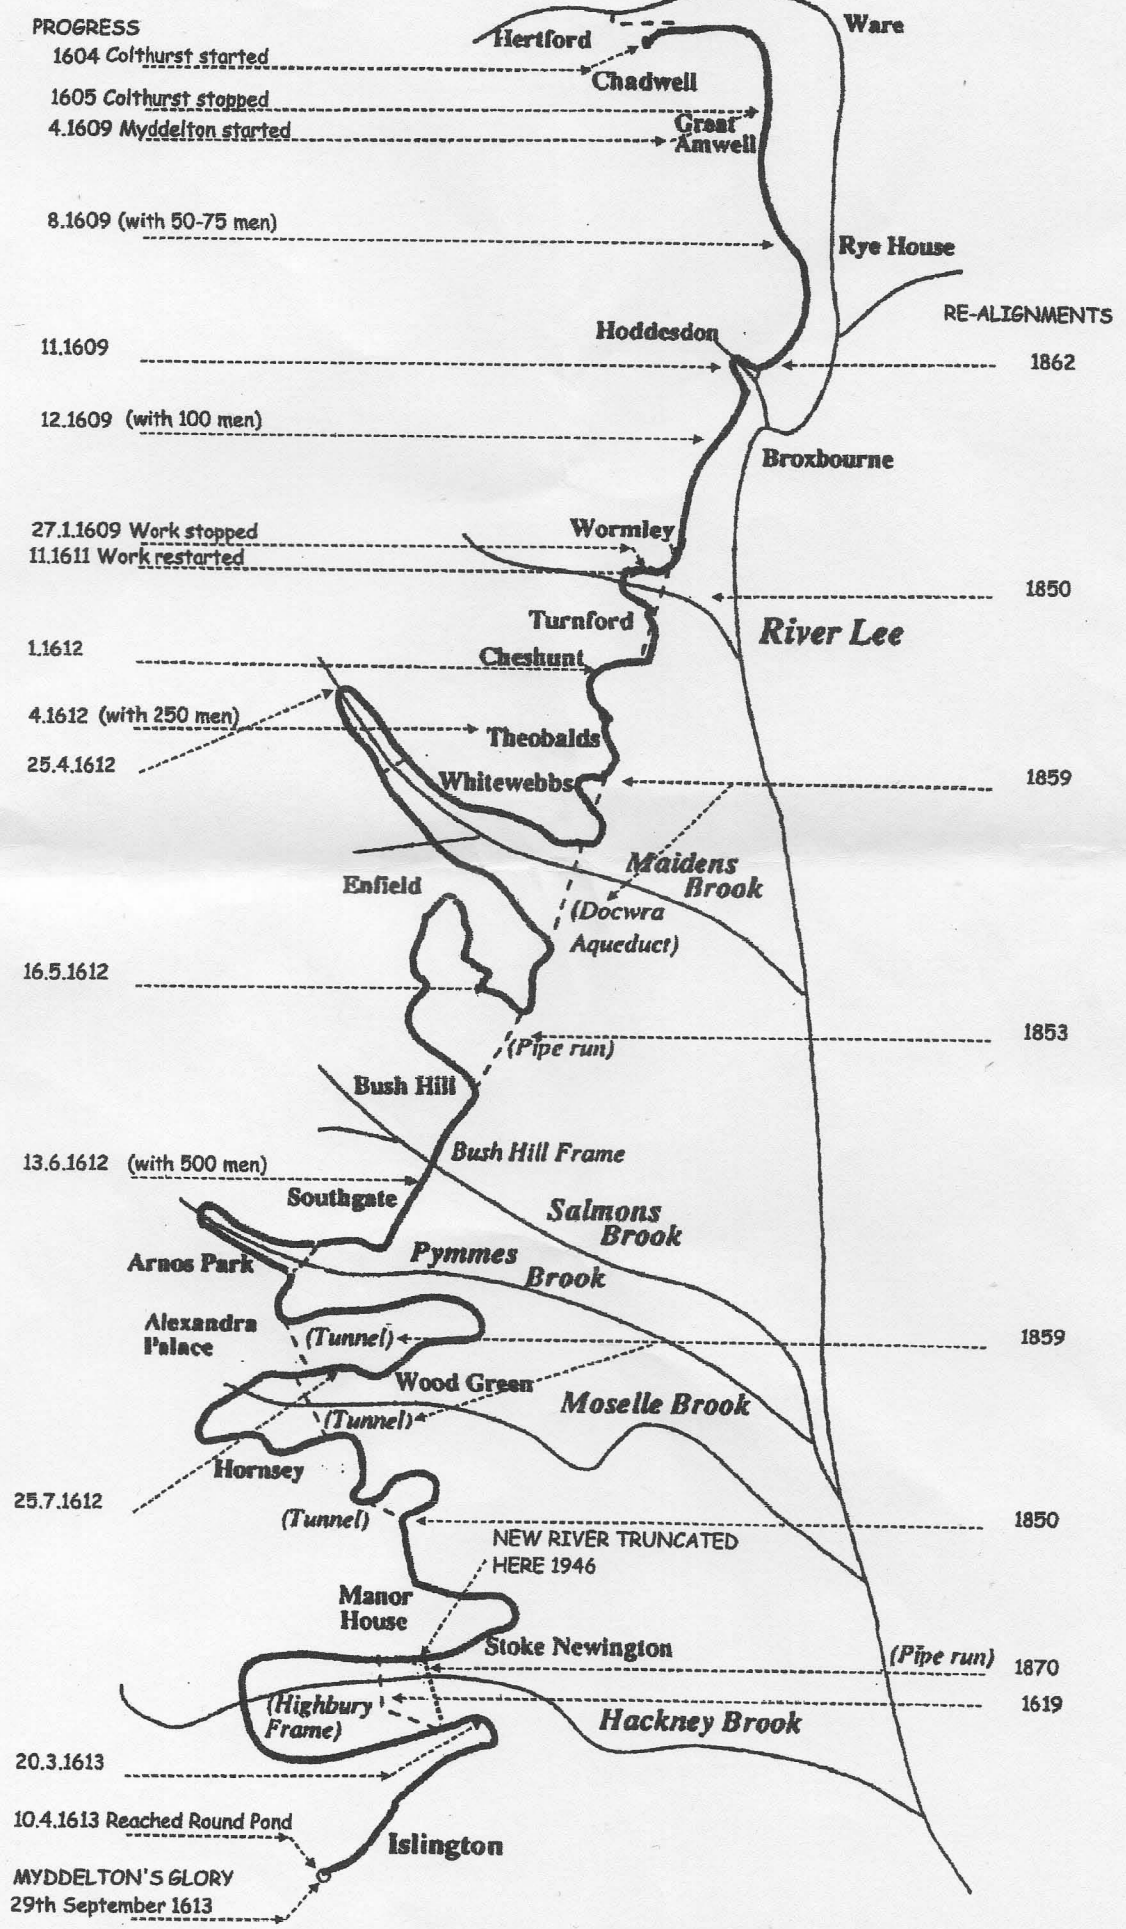 PROGRESS
1604 Colthurst started
1605 Colthurst stopped
4.1609 Myddelton started
8.1609 (with 50-75 men)
11.1609
12.1609 (with 100 men)
27.1.1609 Work stopped
11.1611 Work restarted
1.1612
4.1612 (with 250 men)
25.4.1612
16.5.1612
13.6.1612 (with 500 men)
25.7.1612
20.3.1613
10.4.1613 Reached Round Pond
MYDDELTON'S GLORY
29th September 1613
Hertford
Ware
Chadwell
Great
Amwell
Rye House
Hoddesdon
Broxbourne
Wormley
Turnford
River Lee
Cheshunt
Theobalds
Whitewebbs
Maidens
Brook
Enfield
(Docwra
Aqueduct)
(Pipe run)
Bush Hill
Bush Hill Frame
Southgate
Salmons
Brook
Pymmes
Brook
Arnos Park
Alexandra
Palace
(Tunnel)
Wood Green
Moselle Brook
(Tunnel)
Hornsey
(Tunnel)
NEW RIVER TRUNCATED
HERE 1946
Manor
House
Stoke Newington
(Pipe run)
(Highbury
Frame)
Hackney Brook
Islington
RE-ALIGNMENTS
1862
1850
1859
1853
1859
1850
1870
1619